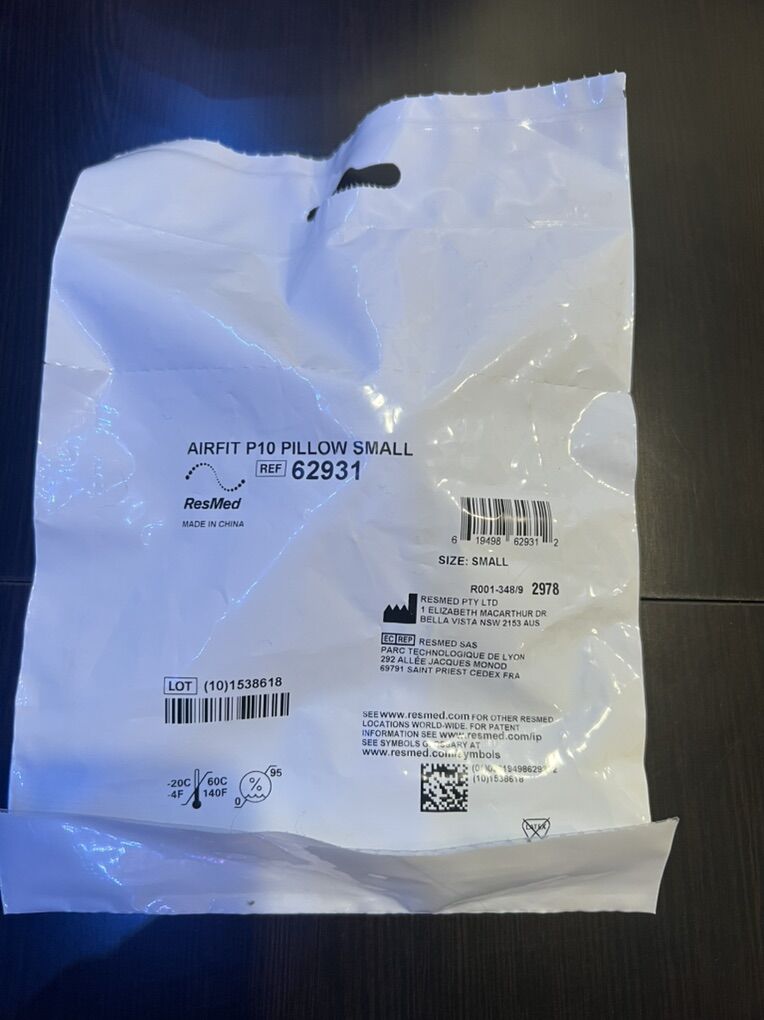 AIRFIT P10 PILLOW SMALL
REF 62931
ResMed
MADE IN CHINA
6 19498 62931 2
SIZE: SMALL
R001-348/9 2978
RESMED PTY LTD
1 ELIZABETH MACARTHUR DR.
BELLA VISTA NSW 2153 AUS
EC REP RESMED SAS
PARC TECHNOLOGIQUE DE LYON
292 ALLÉE JACQUES MONOD
69791 SAINT PRIEST CEDEX FRA
LOT (10)1538618
SEE www.resmed.com FOR OTHER RESMED
LOCATIONS WORLD-WIDE. FOR PATENT
INFORMATION SEE www.resmed.com/ip
SEE SYMBOLS AT
www.resmed.com/symbols
(10)1538618
-20C 60C
-4F 140F
% 95
0
LATEX